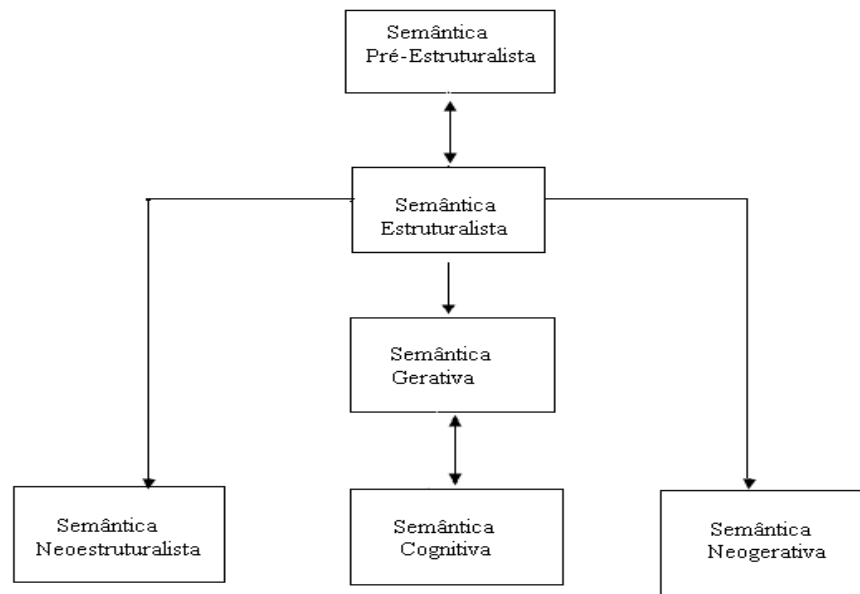 Semântica
Pré-Estruturalista
Semântica
Estruturalista
Semântica
Gerativa
Semântica
Neoestruturalista
Semântica
Cognitiva
Semântica
Neogerativa